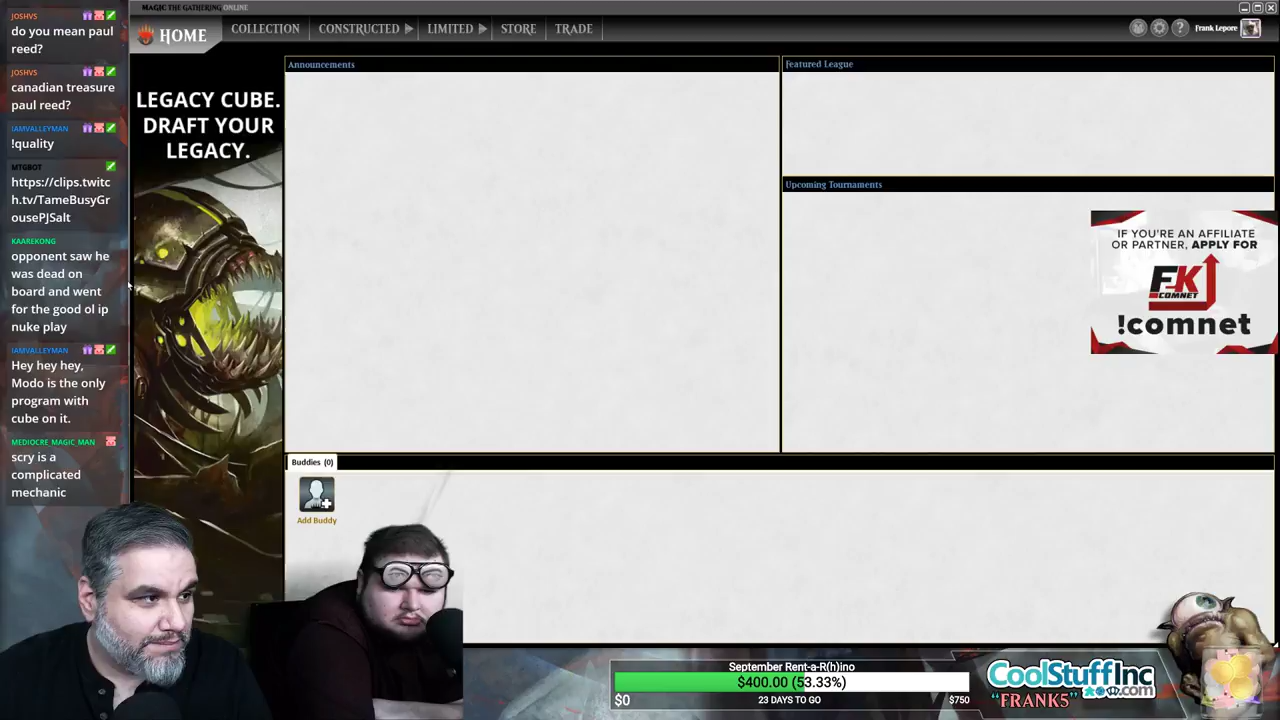 JOSHVS
do you mean paul
reed?
JOSHVS
canadian treasure
paul reed?
IAMVALLEYMAN
!quality
MTGBOT
https://clips.twitc
h.tv/TameBusyGr
ousePJSalt
KAAREKONG
opponent saw he
was dead on
board and went
for the good ol ip
nuke play
IAMVALLEYMAN
Hey hey hey,
Modo is the only
program with
cube on it.
MEDIOCRE_MAGIC_MAN
scry is a
complicated
mechanic
MAGIC THE GATHERING ONLINE
HOME
COLLECTION
CONSTRUCTED
LIMITED
STORE
TRADE
Frank Lepore
LEGACY CUBE.
DRAFT YOUR
LEGACY.
Announcements
Featured League
Upcoming Tournaments
IF YOU'RE AN AFFILIATE
OR PARTNER, APPLY FOR
FK
COMNET
!comnet
Buddies (0)
Add Buddy
September Rent-a-R(h)ino
$400.00 (53.33%)
$0
23 DAYS TO GO
$750
CoolStuffInc
.com
"FRANK5"